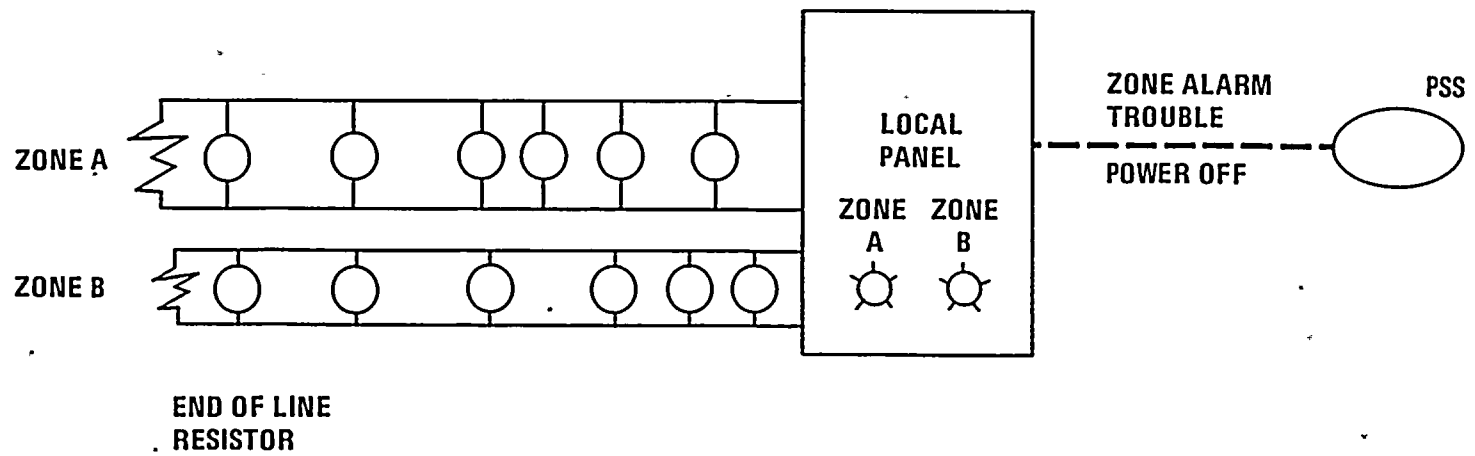 ZONE A
ZONE B
END OF LINE
RESISTOR
LOCAL
PANEL
ZONE ZONE
A B
ZONE ALARM
TROUBLE
POWER OFF
PSS